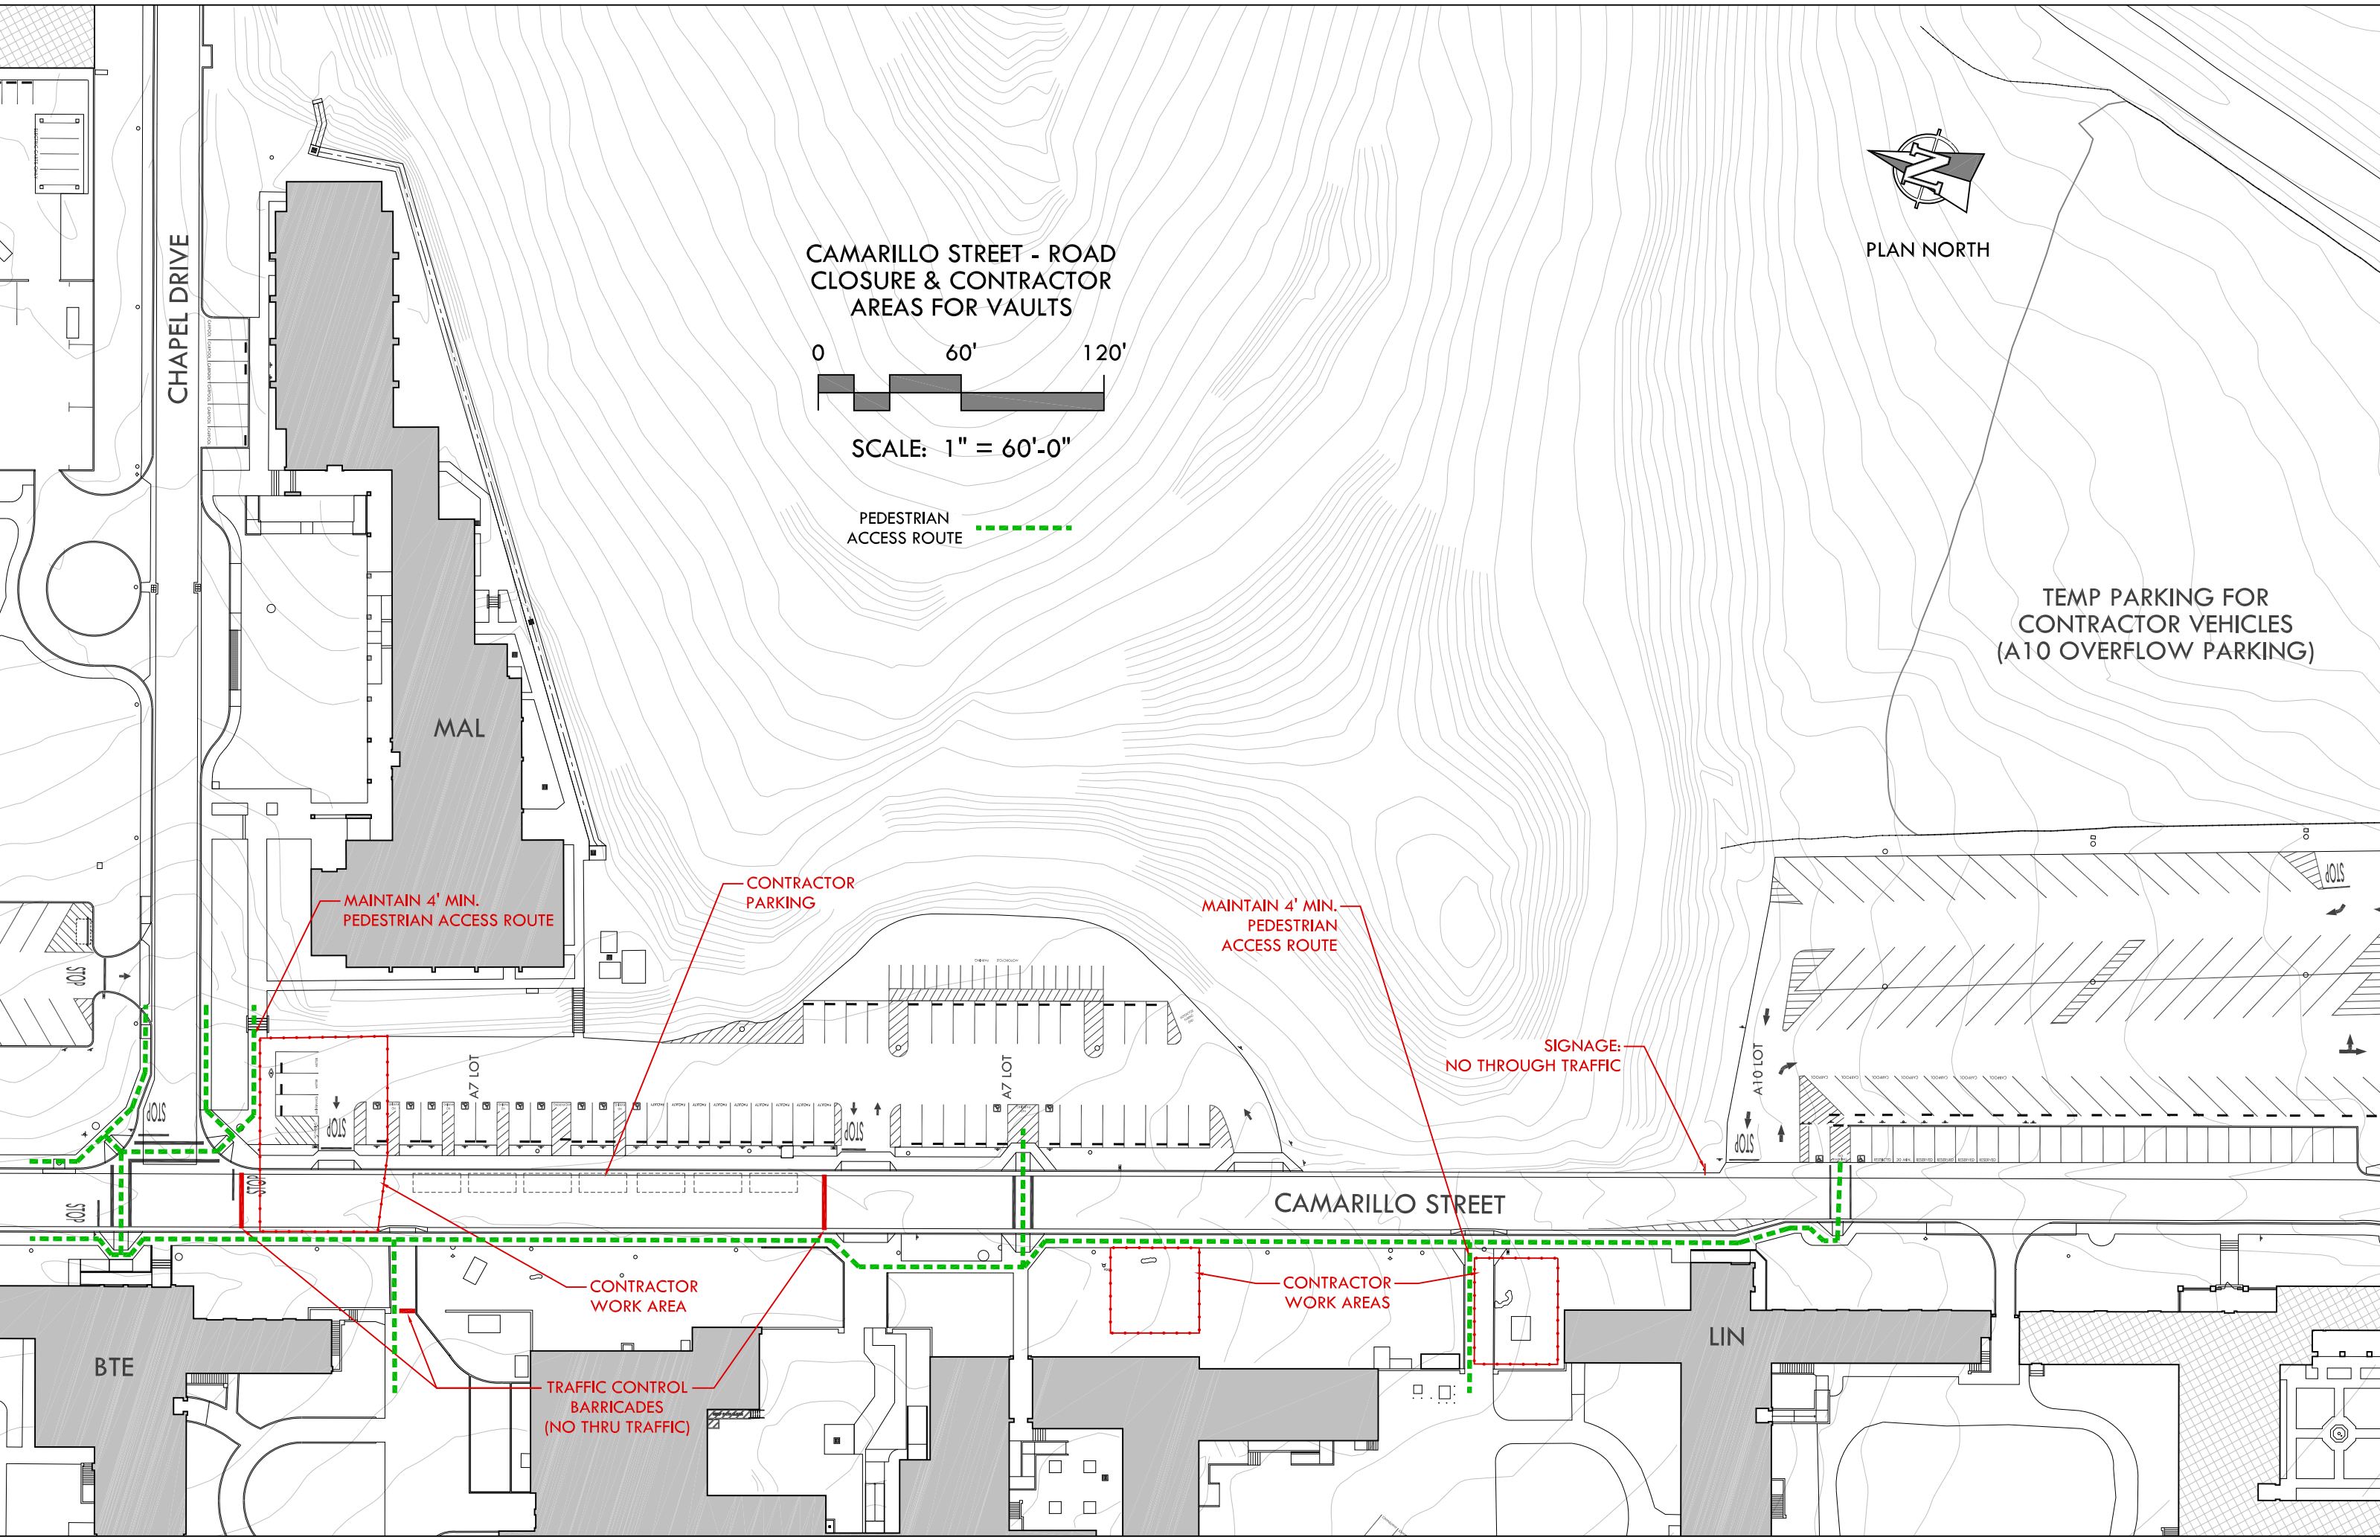 CHAPEL DRIVE
CAMARILLO STREET - ROAD
CLOSURE & CONTRACTOR
AREAS FOR VAULTS
0 60' 120'
SCALE: 1" = 60'-0"
PEDESTRIAN
ACCESS ROUTE
N
PLAN NORTH
TEMP PARKING FOR
CONTRACTOR VEHICLES
(A10 OVERFLOW PARKING)
MAL
MAINTAIN 4' MIN.
PEDESTRIAN ACCESS ROUTE
CONTRACTOR
PARKING
MAINTAIN 4' MIN.
PEDESTRIAN
ACCESS ROUTE
SIGNAGE:
NO THROUGH TRAFFIC
STOP
STOP
A7 LOT
A7 LOT
A10 LOT
STOP
STOP
STOP
STOP
STOP
STOP
CAMARILLO STREET
CONTRACTOR
WORK AREA
CONTRACTOR
WORK AREAS
BTE
LIN
TRAFFIC CONTROL
BARRICADES
(NO THRU TRAFFIC)